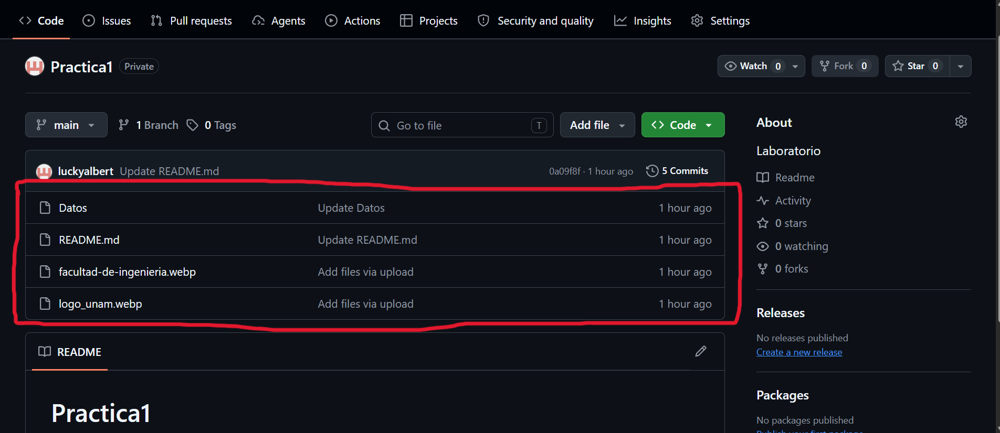 Code Issues Pull requests Agents Actions Projects Security and quality Insights Settings
Practica1 Private Watch 0 Fork 0 Star 0
main 1 Branch 0 Tags Go to file T Add file Code
luckyalbert Update README.md 0a09f8f · 1 hour ago 5 Commits
Datos Update Datos 1 hour ago
README.md Update README.md 1 hour ago
facultad-de-ingenieria.webp Add files via upload 1 hour ago
logo_unam.webp Add files via upload 1 hour ago
README
Practica1
About
Laboratorio
Readme
Activity
0 stars
0 watching
0 forks
Releases
No releases published
Create a new release
Packages
No packages published
Publish your first package